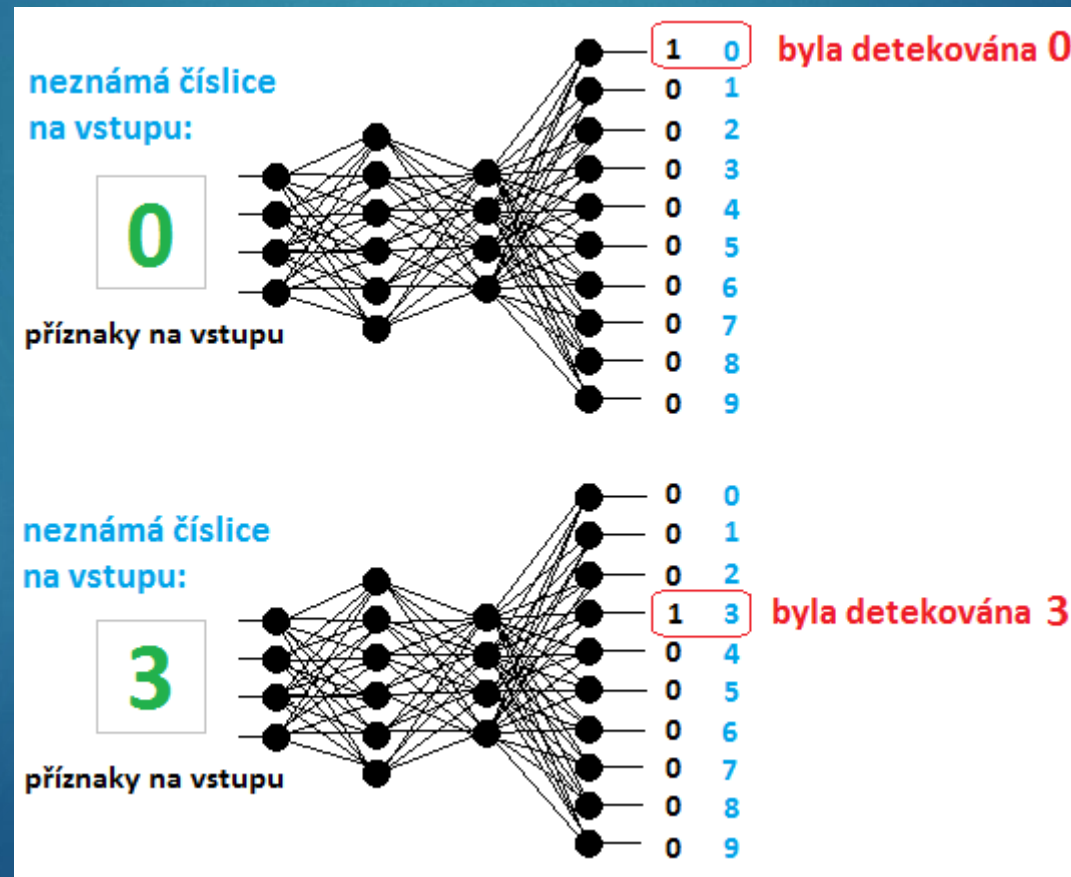 neznámá číslice
na vstupu:
0
příznaky na vstupu
1 0 byla detekována 0
0 1
0 2
0 3
0 4
0 5
0 6
0 7
0 8
0 9
neznámá číslice
na vstupu:
3
příznaky na vstupu
0 0
0 1
0 2
1 3 byla detekována 3
0 4
0 5
0 6
0 7
0 8
0 9